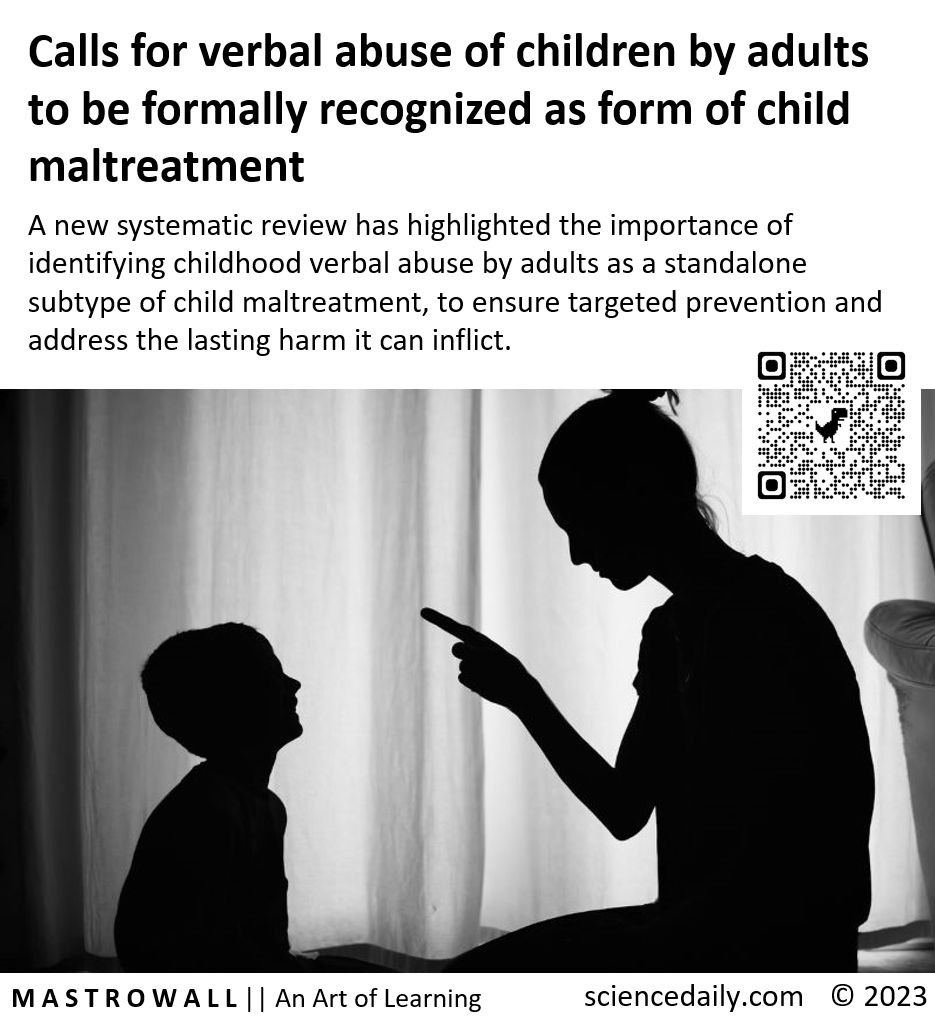 Calls for verbal abuse of children by adults
to be formally recognized as form of child
maltreatment
A new systematic review has highlighted the importance of
identifying childhood verbal abuse by adults as a standalone
subtype of child maltreatment, to ensure targeted prevention and
address the lasting harm it can inflict.
MASTROWALL || An Art of Learning
sciencedaily.com © 2023